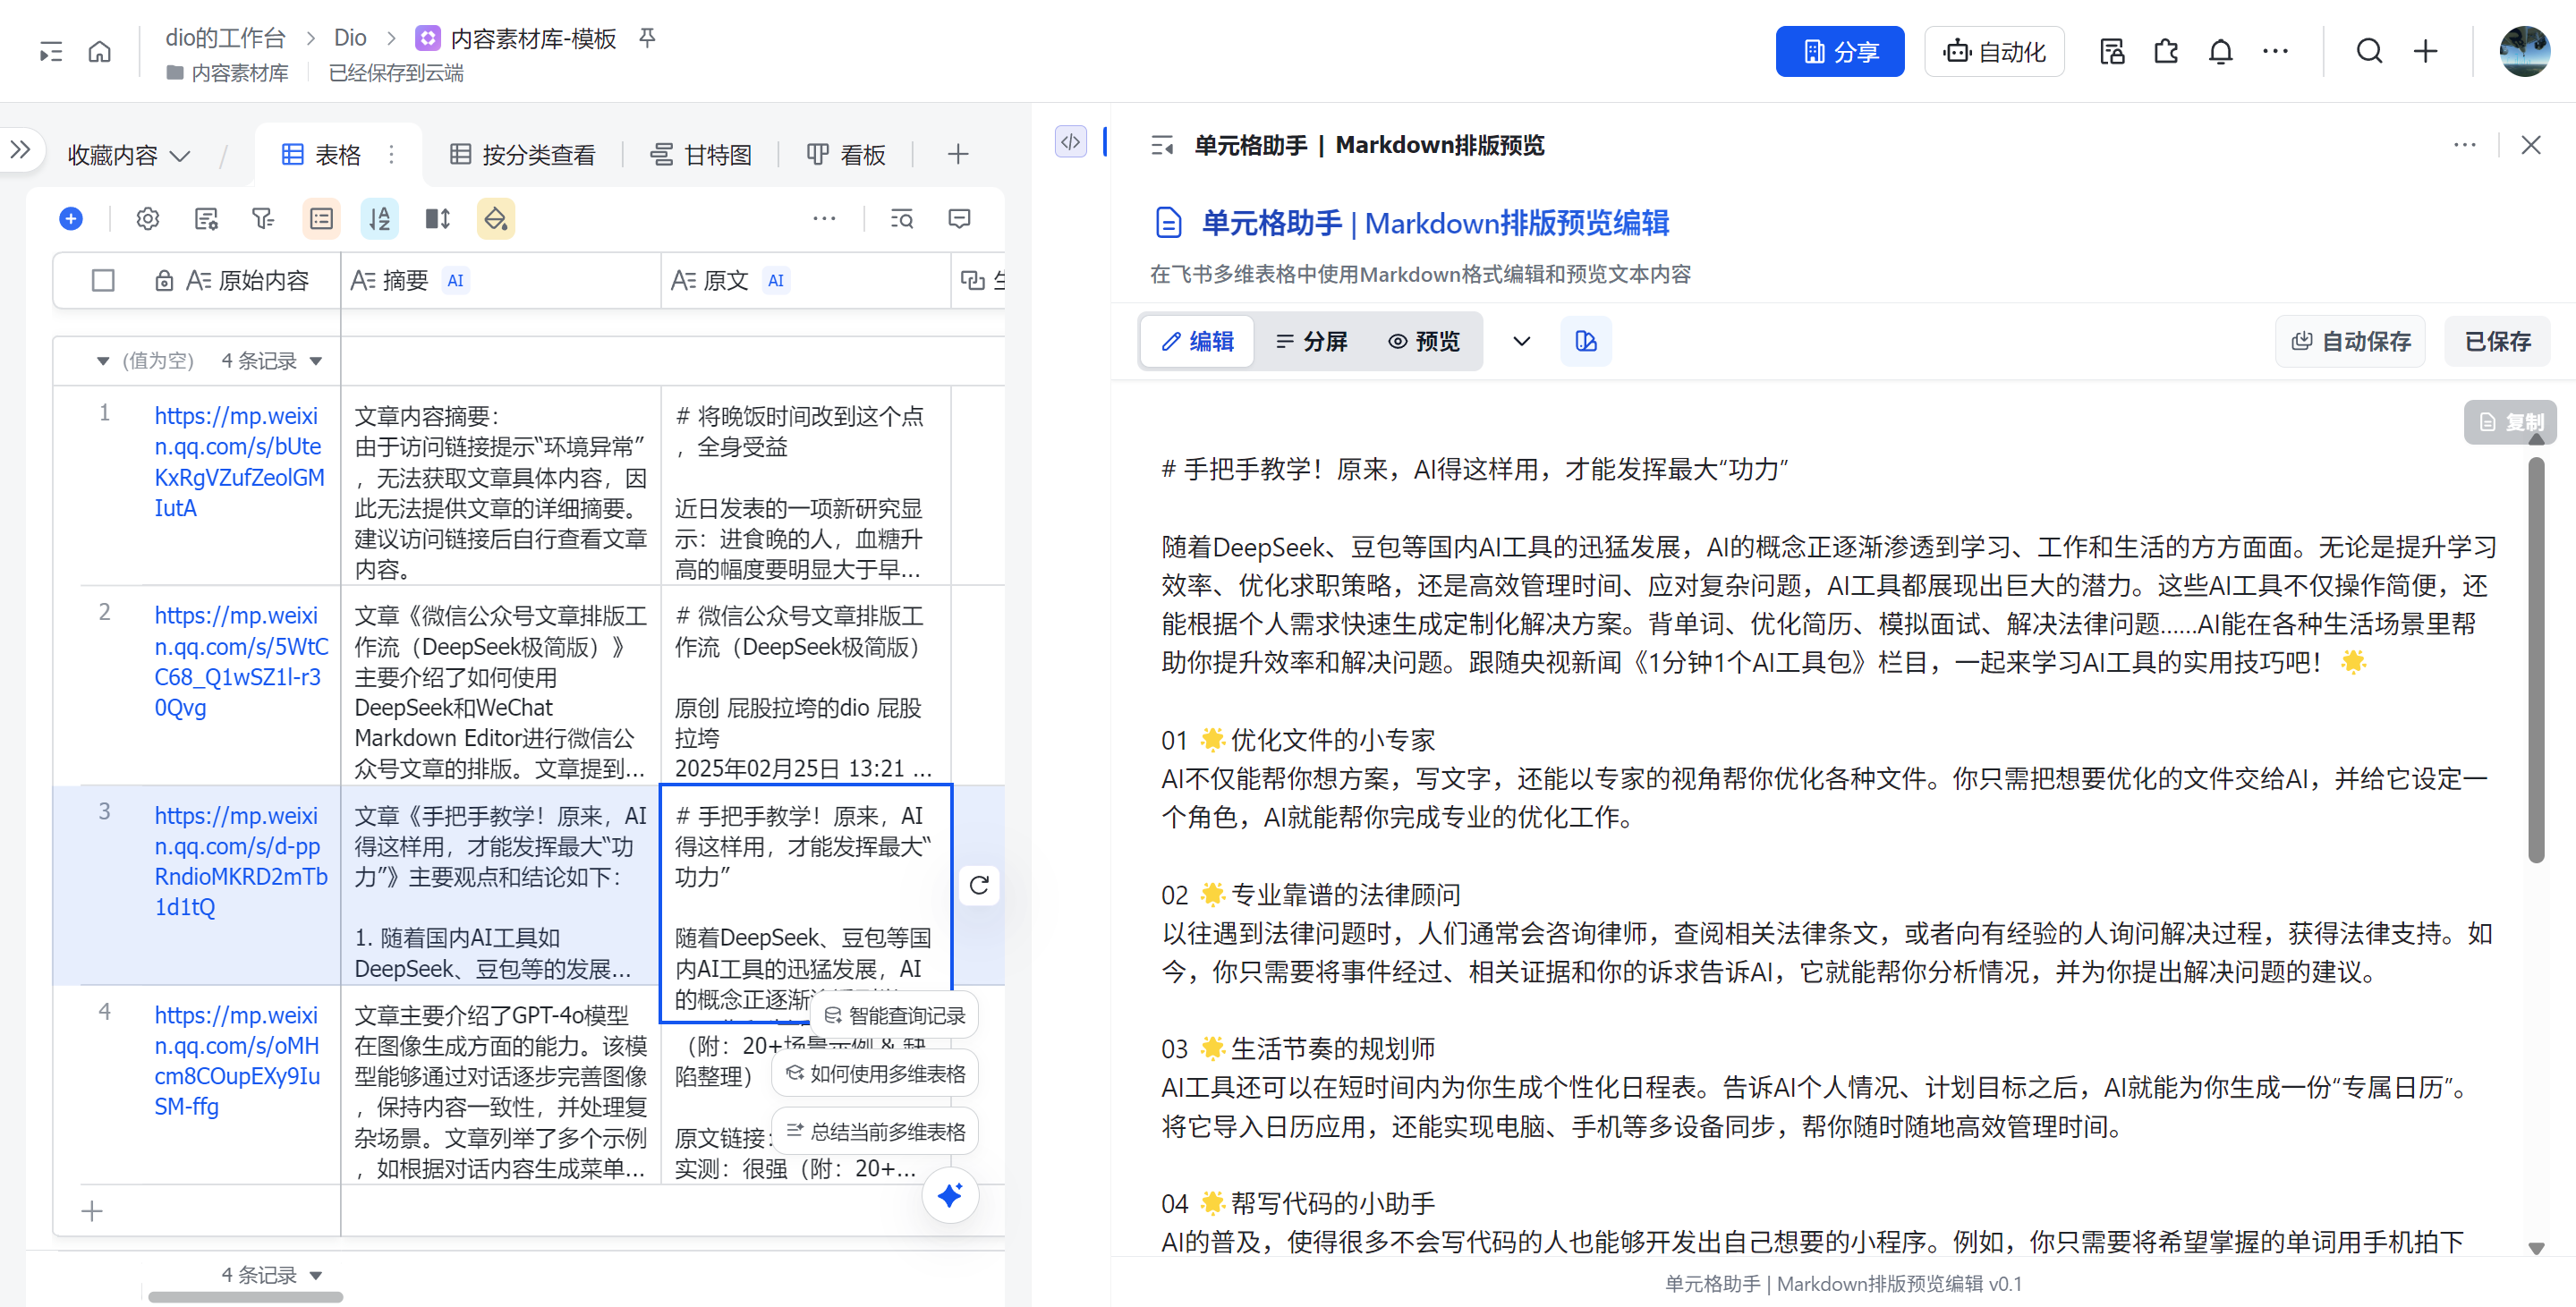 dio的工作台 > Dio > 内容素材库-模板
内容素材库 已经保存到云端
分享 自动化
收藏内容 / 表格 按分类查看 甘特图 看板
原始内容 摘要 AI 原文 AI
(值为空) 4 条记录
1
https://mp.weixi
n.qq.com/s/bUte
KxRgVZufZeolGM
IutA
文章内容摘要：
由于访问链接提示“环境异常”
，无法获取文章具体内容，因
此无法提供文章的详细摘要。
建议访问链接后自行查看文章
内容。
# 将晚饭时间改到这个点
，全身受益
近日发表的一项新研究显
示：进食晚的人，血糖升
高的幅度要明显大于早...
2
https://mp.weixi
n.qq.com/s/5WtC
C68_Q1wSZ1l-r3
0Qvg
文章《微信公众号文章排版工
作流（DeepSeek极简版）》
主要介绍了如何使用
DeepSeek和WeChat
Markdown Editor进行微信公
众号文章的排版。文章提到...
# 微信公众号文章排版工
作流（DeepSeek极简版）
原创 屁股拉垮的dio 屁股
拉垮
2025年02月25日 13:21 ...
3
https://mp.weixi
n.qq.com/s/d-pp
RndioMKRD2mTb
1d1tQ
文章《手把手教学！原来，AI
得这样用，才能发挥最大“功
力”》主要观点和结论如下：
1. 随着国内AI工具如
DeepSeek、豆包等的发展...
# 手把手教学！原来，AI
得这样用，才能发挥最大“
功力”
随着DeepSeek、豆包等国
内AI工具的迅猛发展，AI
的概念正逐渐
4
https://mp.weixi
n.qq.com/s/oMH
cm8COupEXy9Iu
SM-ffg
文章主要介绍了GPT-4o模型
在图像生成方面的能力。该模
型能够通过对话逐步完善图像
，保持内容一致性，并处理复
杂场景。文章列举了多个示例
，如根据对话内容生成菜单...
（附：20+场景示例 & 缺
陷整理）
原文链接：
实测：很强（附：20+...
智能查询记录
如何使用多维表格
总结当前多维表格
4 条记录
单元格助手 | Markdown排版预览
单元格助手 | Markdown排版预览编辑
在飞书多维表格中使用Markdown格式编辑和预览文本内容
编辑 分屏 预览 自动保存 已保存
复制
# 手把手教学！原来，AI得这样用，才能发挥最大“功力”
随着DeepSeek、豆包等国内AI工具的迅猛发展，AI的概念正逐渐渗透到学习、工作和生活的方方面面。无论是提升学习
效率、优化求职策略，还是高效管理时间、应对复杂问题，AI工具都展现出巨大的潜力。这些AI工具不仅操作简便，还
能根据个人需求快速生成定制化解决方案。背单词、优化简历、模拟面试、解决法律问题......AI能在各种生活场景里帮
助你提升效率和解决问题。跟随央视新闻《1分钟1个AI工具包》栏目，一起来学习AI工具的实用技巧吧！🌟
01 🌟优化文件的小专家
AI不仅能帮你想方案，写文字，还能以专家的视角帮你优化各种文件。你只需把想要优化的文件交给AI，并给它设定一
个角色，AI就能帮你完成专业的优化工作。
02 🌟专业靠谱的法律顾问
以往遇到法律问题时，人们通常会咨询律师，查阅相关法律条文，或者向有经验的人询问解决过程，获得法律支持。如
今，你只需要将事件经过、相关证据和你的诉求告诉AI，它就能帮你分析情况，并为你提出解决问题的建议。
03 🌟生活节奏的规划师
AI工具还可以在短时间内为你生成个性化日程表。告诉AI个人情况、计划目标之后，AI就能为你生成一份“专属日历”。
将它导入日历应用，还能实现电脑、手机等多设备同步，帮你随时随地高效管理时间。
04 🌟帮写代码的小助手
AI的普及，使得很多不会写代码的人也能够开发出自己想要的小程序。例如，你只需要将希望掌握的单词用手机拍下
单元格助手 | Markdown排版预览编辑 v0.1